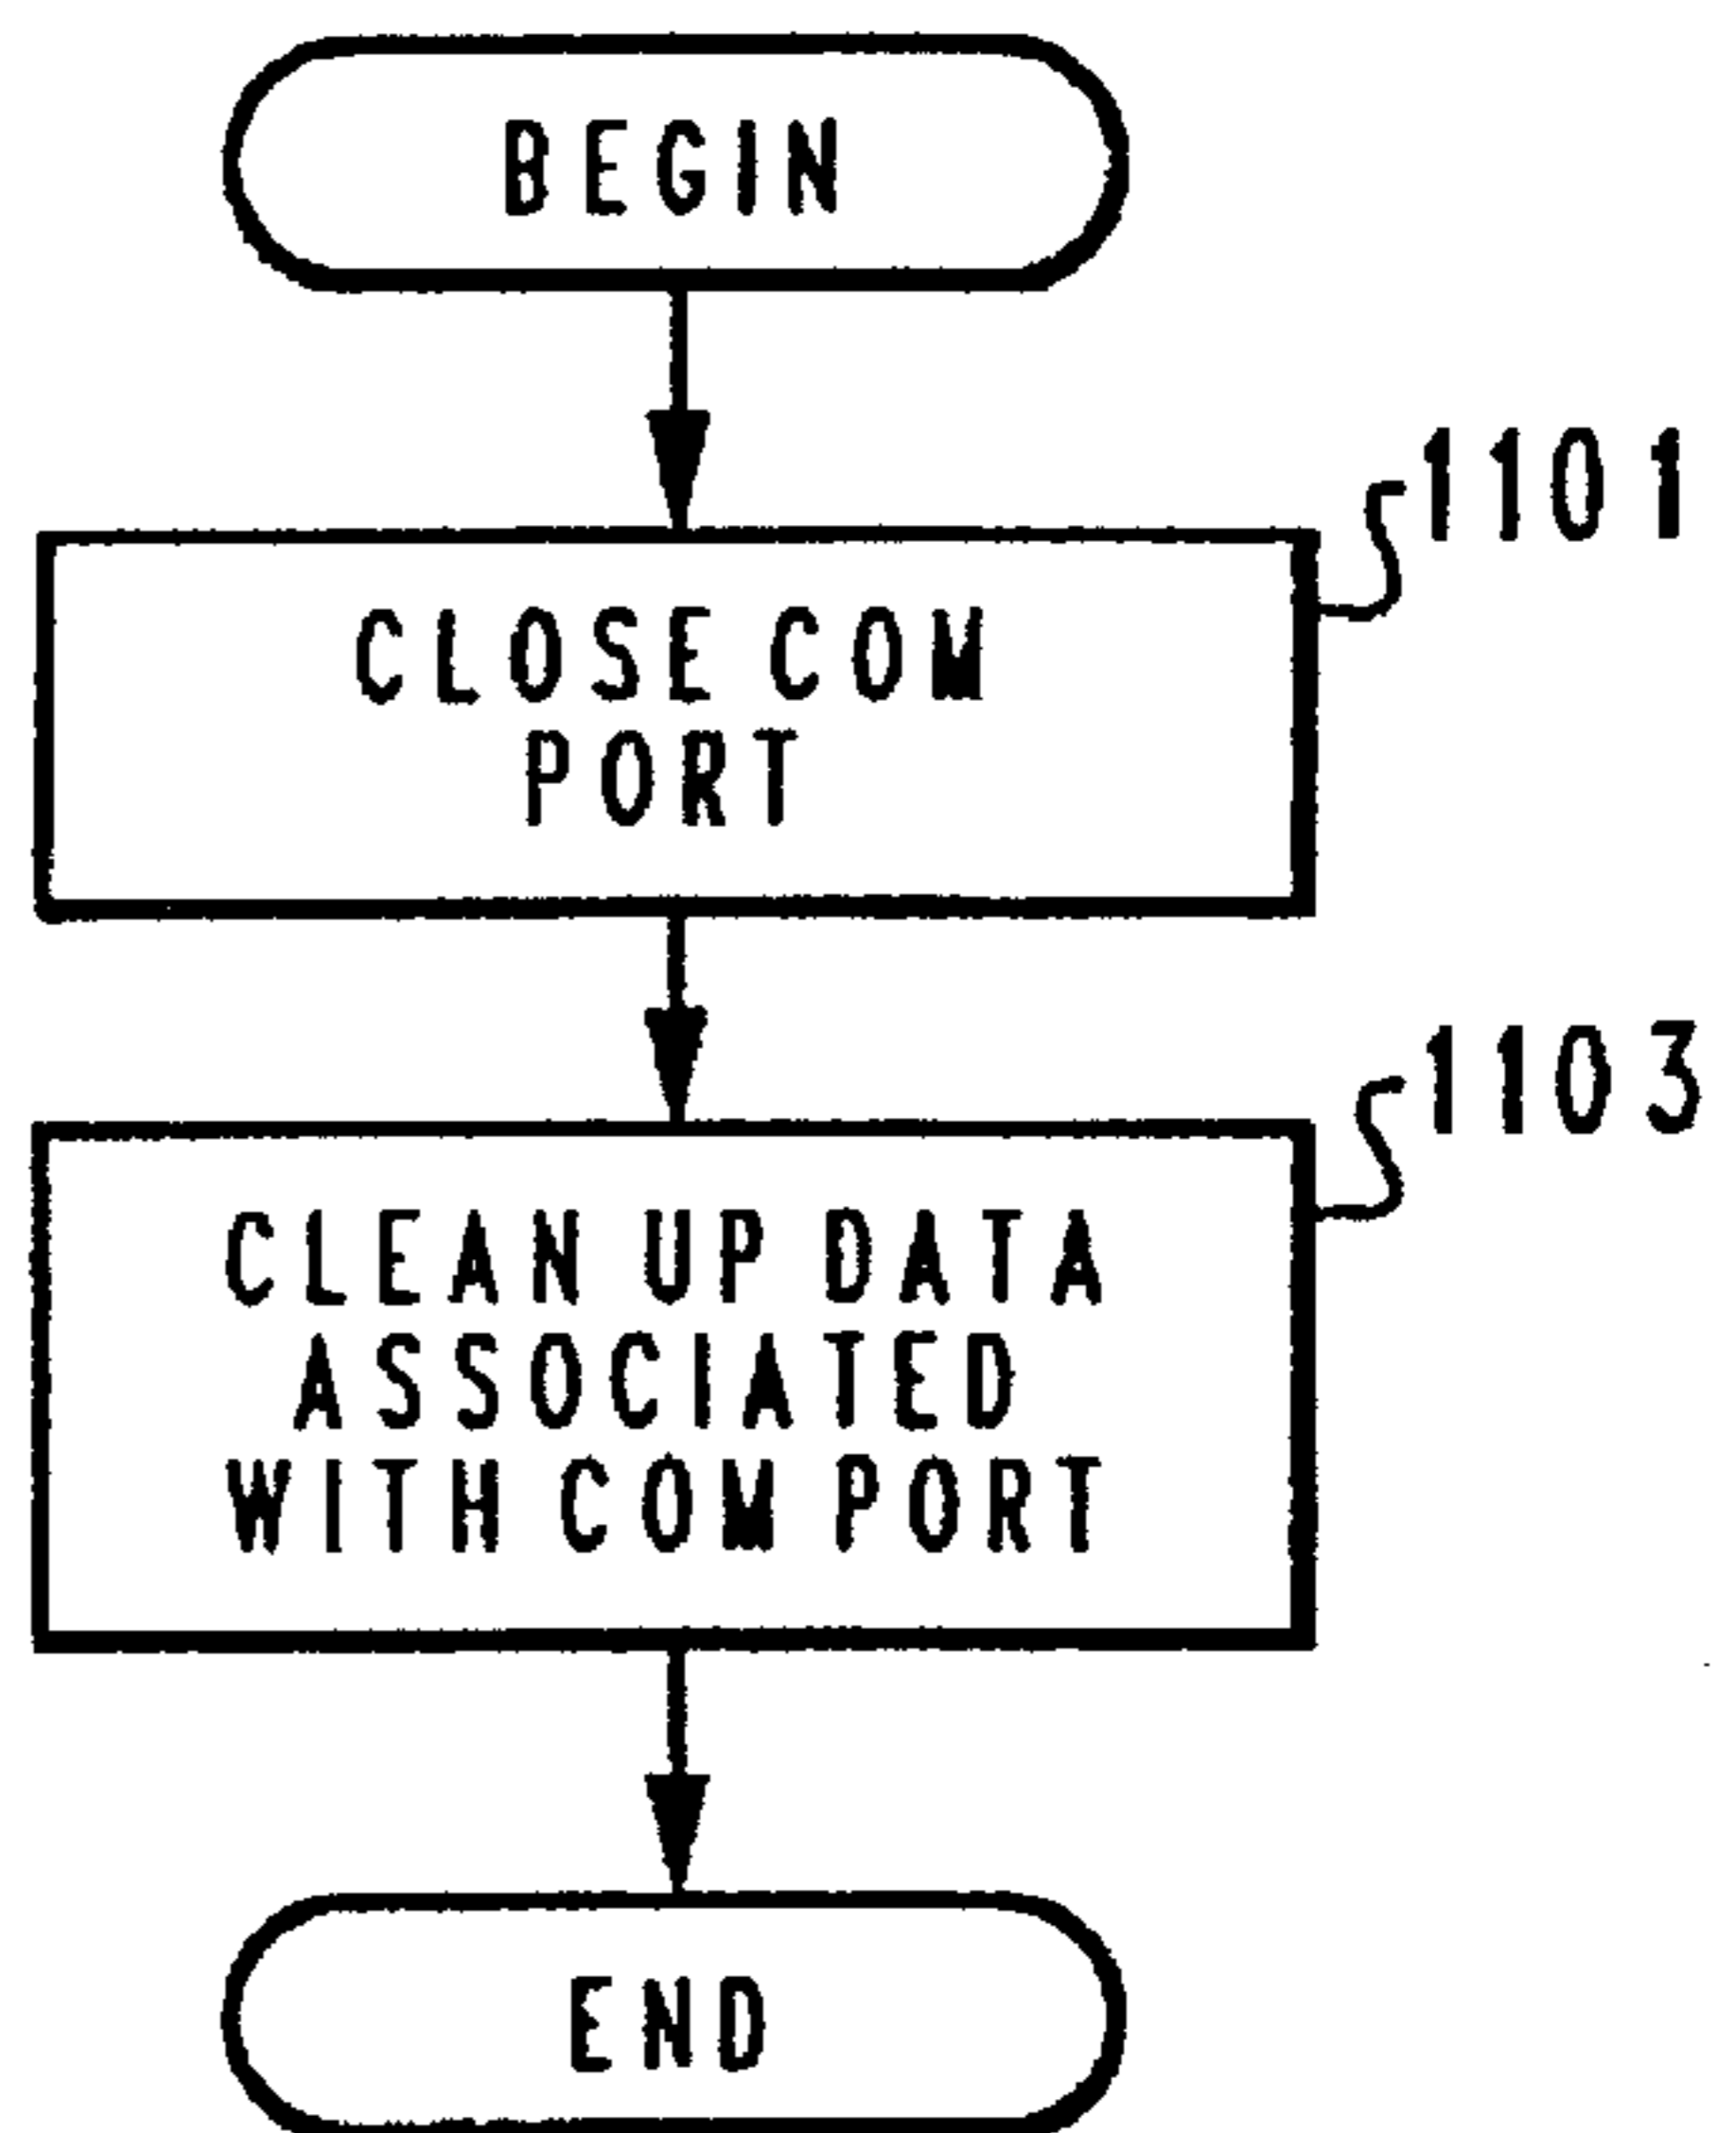 BEGIN
1101
CLOSE COM
PORT
1103
CLEAN UP DATA
ASSOCIATED
WITH COM PORT
END